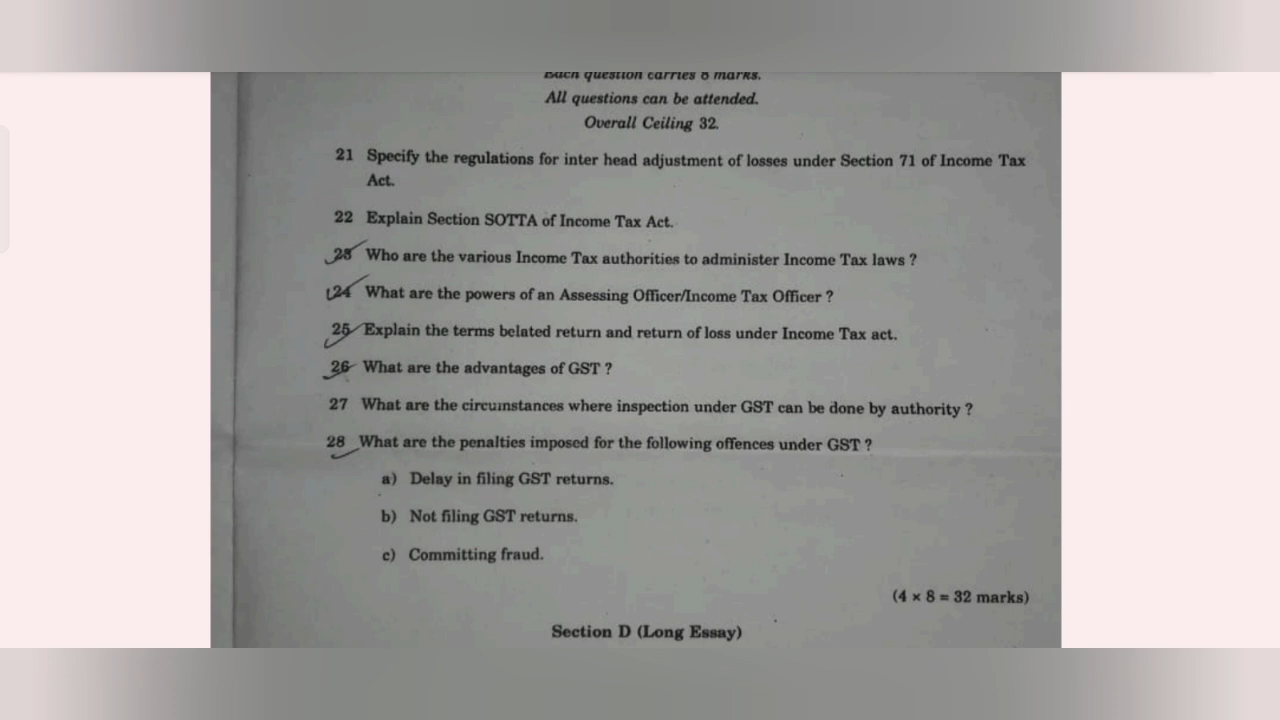 Each question carries 8 marks.
All questions can be attended.
Overall Ceiling 32.
21 Specify the regulations for inter head adjustment of losses under Section 71 of Income Tax
Act.
22 Explain Section SOTTA of Income Tax Act.
23 Who are the various Income Tax authorities to administer Income Tax laws ?
24 What are the powers of an Assessing Officer/Income Tax Officer ?
25 Explain the terms belated return and return of loss under Income Tax act.
26 What are the advantages of GST ?
27 What are the circumstances where inspection under GST can be done by authority ?
28 What are the penalties imposed for the following offences under GST ?
a) Delay in filing GST returns.
b) Not filing GST returns.
c) Committing fraud.
(4 × 8 = 32 marks)
Section D (Long Essay)